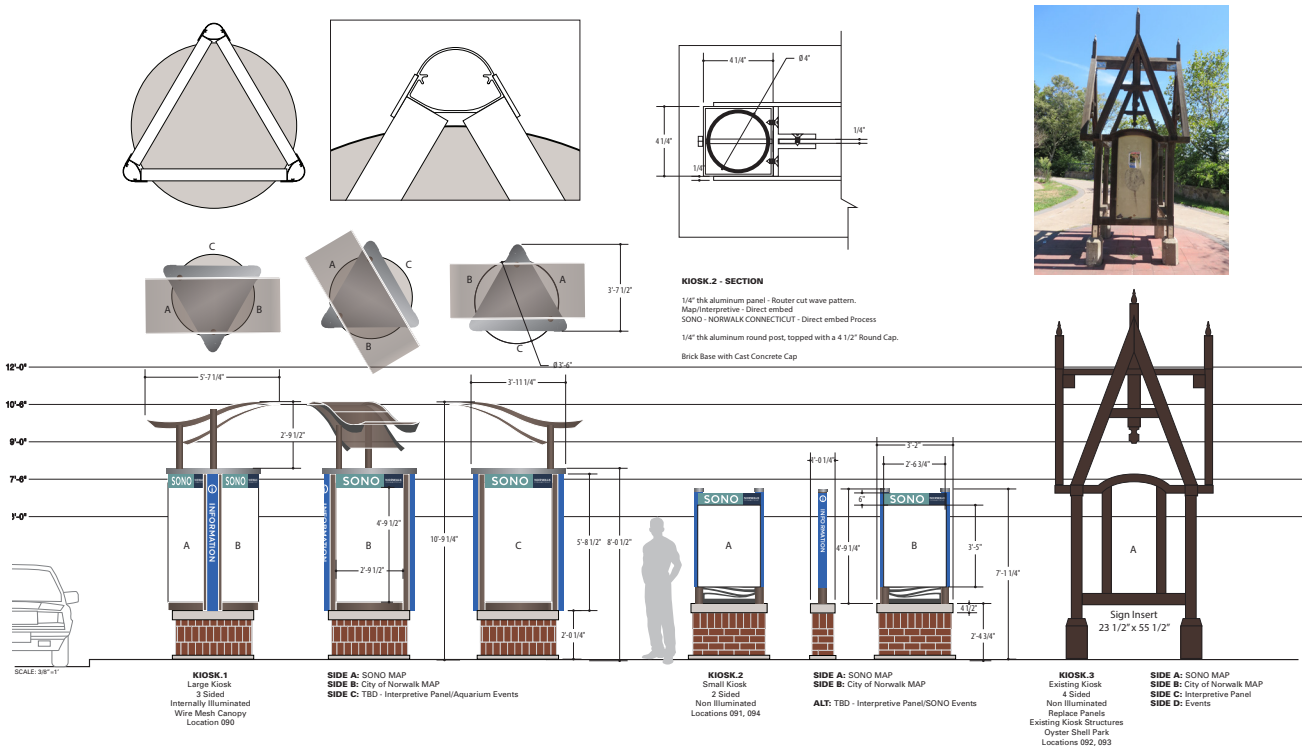 4 1/4"
Ø 4"
4 1/4"
1/4"
1/4"
C
A
B
A
C
B
B
A
C
3'-7 1/2"
Ø 3'-6"
KIOSK.2 - SECTION
1/4" thk aluminum panel - Router cut wave pattern.
Map/Interpretive - Direct embed
SONO - NORWALK CONNECTICUT - Direct embed Process
1/4" thk aluminum round post, topped with a 4 1/2" Round Cap.
Brick Base with Cast Concrete Cap
12'-0"
10'-6"
9'-0"
7'-6"
5'-7 1/4"
2'-9 1/2"
3'-11 1/4"
SONO
SONO
INFORMATION
A
B
INFORMATION
SONO
4'-9 1/2"
B
2'-9 1/2"
10'-9 1/4"
SONO
C
5'-8 1/2"
8'-0 1/2"
2'-0 1/4"
SONO
A
1'-0 1/4"
INFORMATION
4'-9 1/4"
3'-2"
2'-6 3/4"
6"
SONO
B
3'-5"
7'-1 1/4"
4 1/2"
2'-4 3/4"
A
Sign Insert
23 1/2" x 55 1/2"
SCALE: 3/8"=1'
KIOSK.1
Large Kiosk
3 Sided
Internally Illuminated
Wire Mesh Canopy
Location 090
SIDE A: SONO MAP
SIDE B: City of Norwalk MAP
SIDE C: TBD - Interpretive Panel/Aquarium Events
KIOSK.2
Small Kiosk
2 Sided
Non Illuminated
Locations 091, 094
SIDE A: SONO MAP
SIDE B: City of Norwalk MAP
ALT: TBD - Interpretive Panel/SONO Events
KIOSK.3
Existing Kiosk
4 Sided
Non Illuminated
Replace Panels
Existing Kiosk Structures
Oyster Shell Park
Locations 092, 093
SIDE A: SONO MAP
SIDE B: City of Norwalk MAP
SIDE C: Interpretive Panel
SIDE D: Events